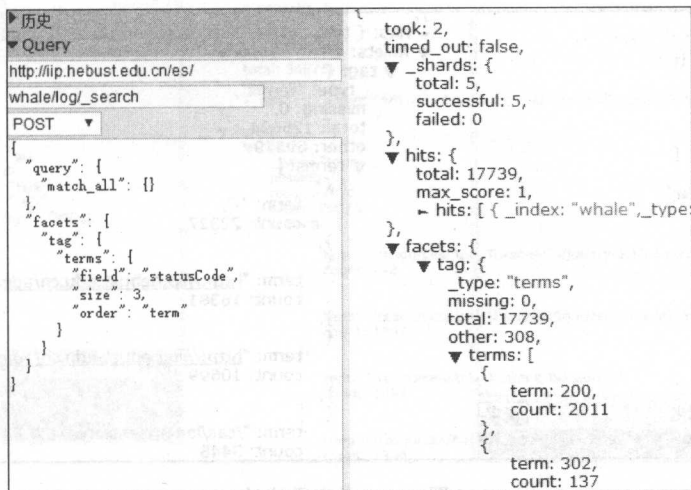 历史
Query
http://iip.hebust.edu.cn/es/
whale/log/_search
POST
{
"query": {
"match_all": {}
},
"facets": {
"tag": {
"terms": {
"field": "statusCode",
"size": 3,
"order": "term"
}
}
}
}
{
took: 2,
timed_out: false,
_shards: {
total: 5,
successful: 5,
failed: 0
},
hits: {
total: 17739,
max_score: 1,
hits: [ { _index: "whale",_type:
},
facets: {
tag: {
_type: "terms",
missing: 0,
total: 17739,
other: 308,
terms: [
{
term: 200,
count: 2011
},
{
term: 302,
count: 137